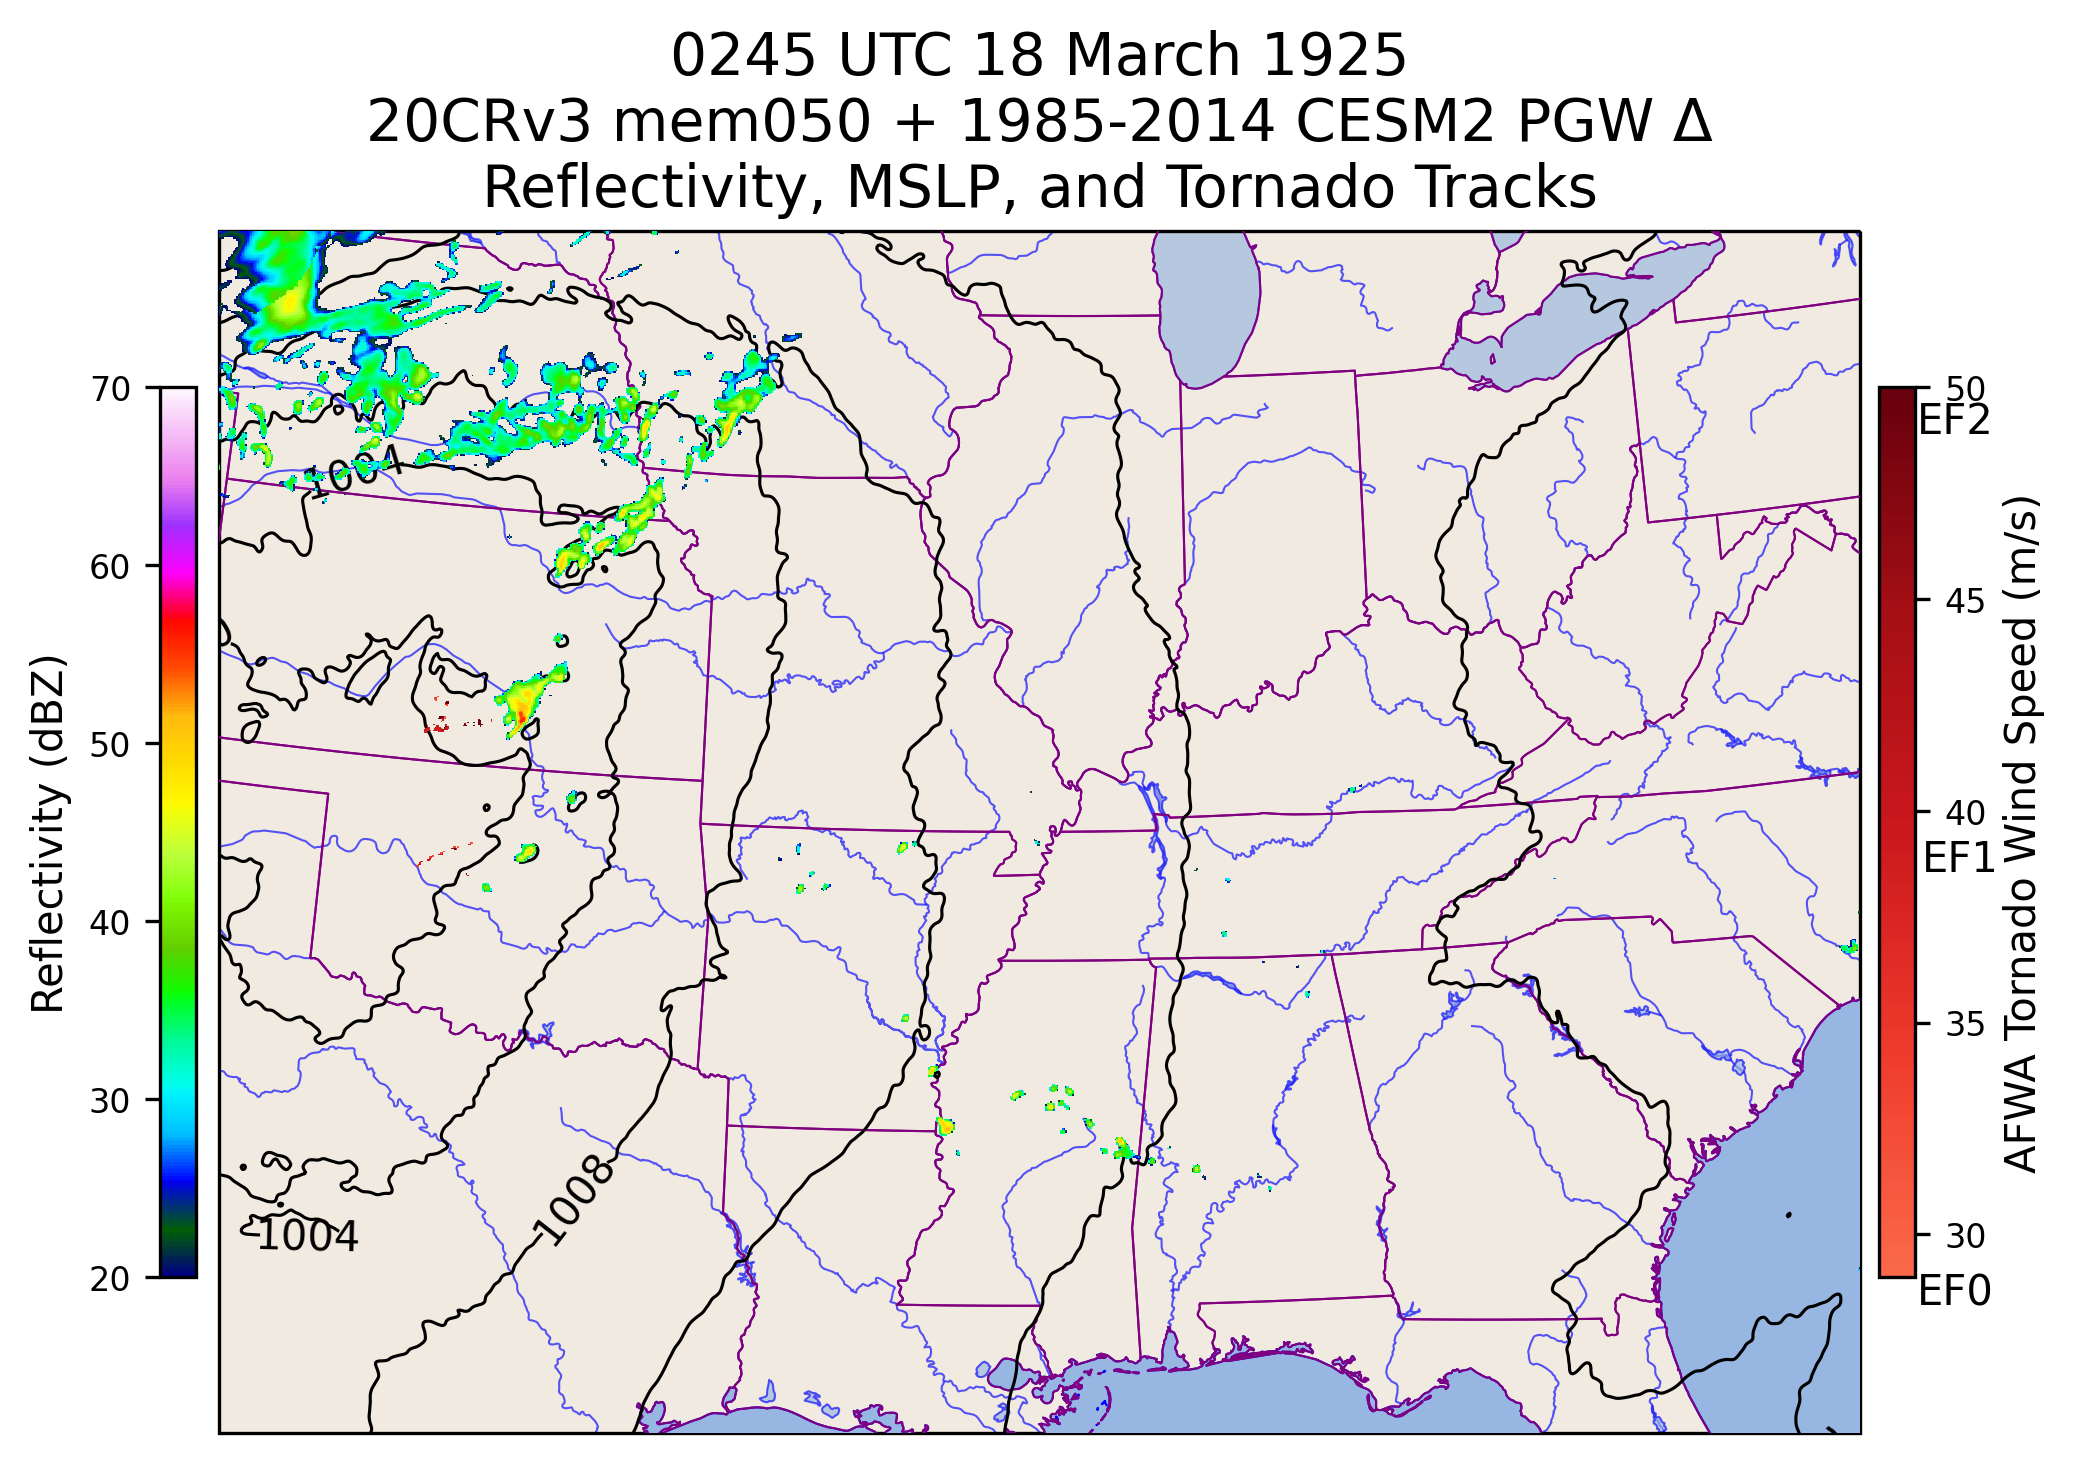 0245 UTC 18 March 1925
20CRv3 mem050 + 1985-2014 CESM2 PGW Δ
Reflectivity, MSLP, and Tornado Tracks
70
60
50
40
30
20
Reflectivity (dBZ)
1004
1004
1008
50
EF2
45
40
EF1
35
30
EF0
AFWA Tornado Wind Speed (m/s)